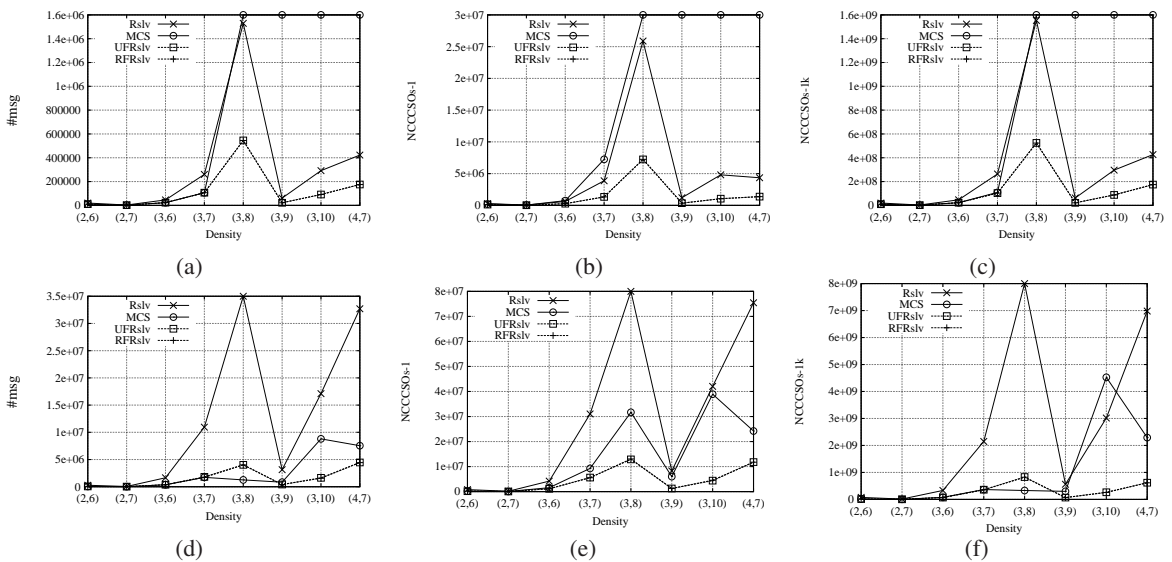 1.6e+06
1.4e+06
1.2e+06
1e+06
800000
600000
400000
200000
0
#msg
Rslv
MCS
UFRslv
RFRslv
(2,6) (2,7) (3,6) (3,7) (3,8) (3,9) (3,10) (4,7)
Density
(a)
3e+07
2.5e+07
2e+07
3e+07
1e+07
5e+06
0
NCCCSOs-1
Rslv
MCS
UFRslv
RFRslv
(2,6) (2,7) (3,6) (3,7) (3,8) (3,9) (3,10) (4,7)
Density
(b)
1.6e+09
1.4e+09
1.2e+09
1e+09
8e+08
6e+08
4e+08
2e+08
0
NCCCSOs-1k
Rslv
MCS
UFRslv
RFRslv
(2,6) (2,7) (3,6) (3,7) (3,8) (3,9) (3,10) (4,7)
Density
(c)
3.5e+07
3e+07
2.5e+07
2e+07
1.5e+07
1e+07
5e+06
0
#msg
Rslv
MCS
UFRslv
RFRslv
(2,6) (2,7) (3,6) (3,7) (3,8) (3,9) (3,10) (4,7)
Density
(d)
8e+07
7e+07
6e+07
5e+07
4e+07
3e+07
2e+07
1e+07
0
NCCCSOs-1
Rslv
MCS
UFRslv
RFRslv
(2,6) (2,7) (3,6) (3,7) (3,8) (3,9) (3,10) (4,7)
Density
(e)
8e+09
7e+09
6e+09
5e+09
4e+09
3e+09
2e+09
1e+09
0
NCCCSOs-1k
Rslv
MCS
UFRslv
RFRslv
(2,6) (2,7) (3,6) (3,7) (3,8) (3,9) (3,10) (4,7)
Density
(f)